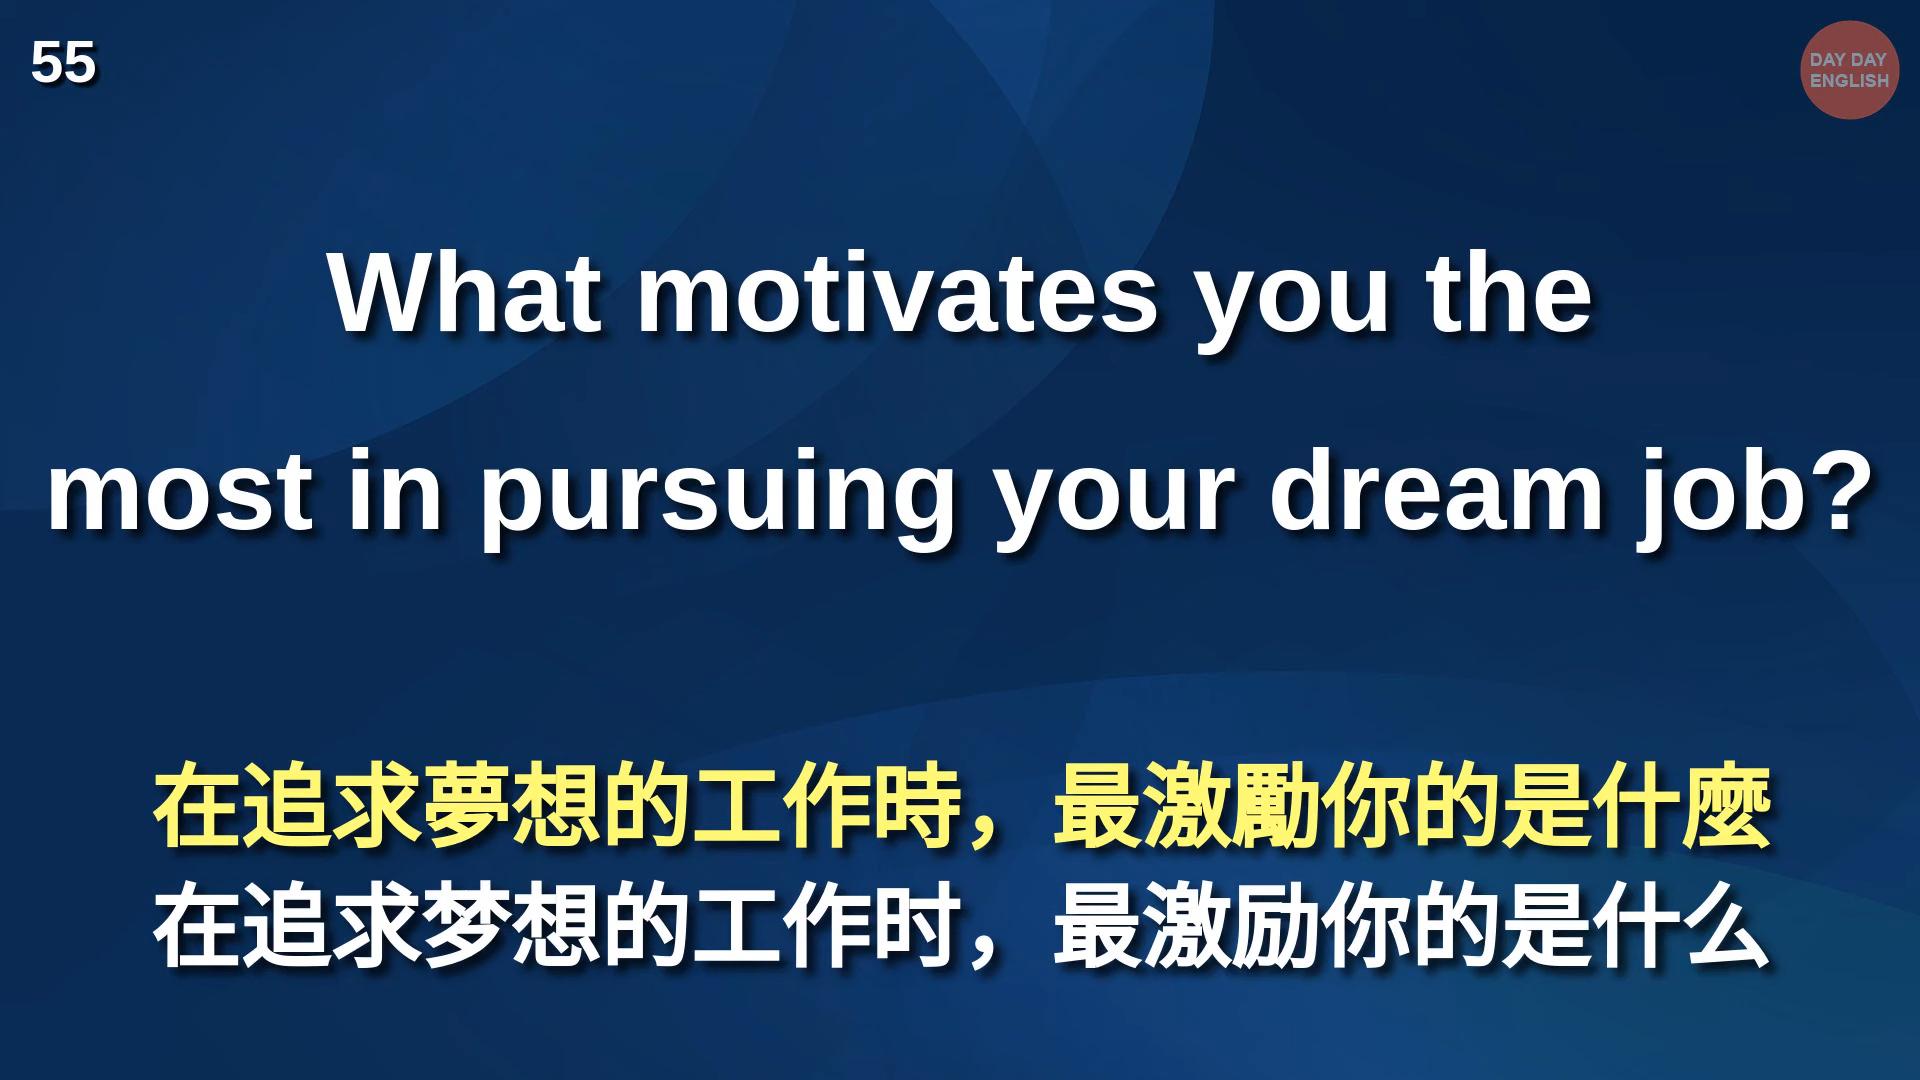 55
DAY DAY
ENGLISH
What motivates you the
most in pursuing your dream job?
在追求夢想的工作時，最激勵你的是什麼
在追求梦想的工作时，最激励你的是什么